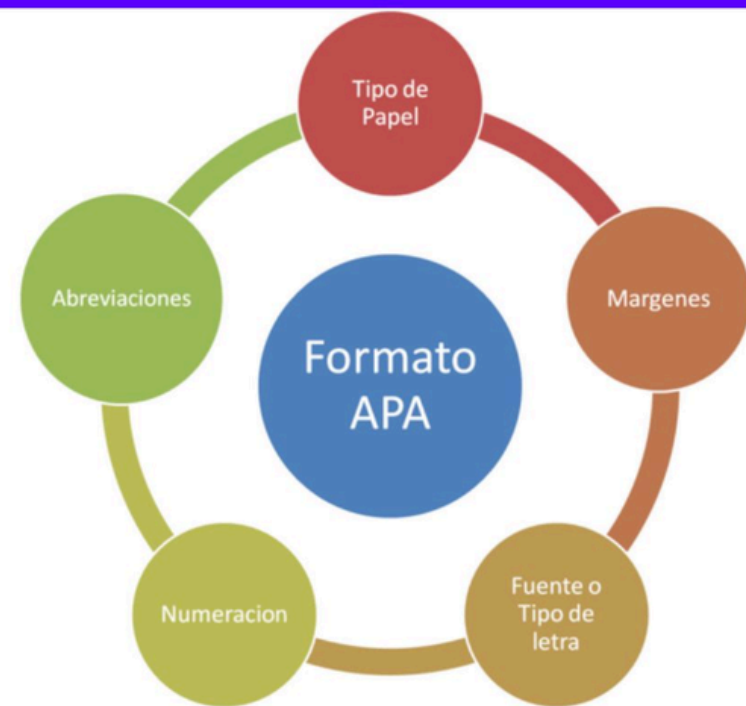 Tipo de
Papel
Margenes
Fuente o
Tipo de
letra
Numeracion
Abreviaciones
Formato
APA